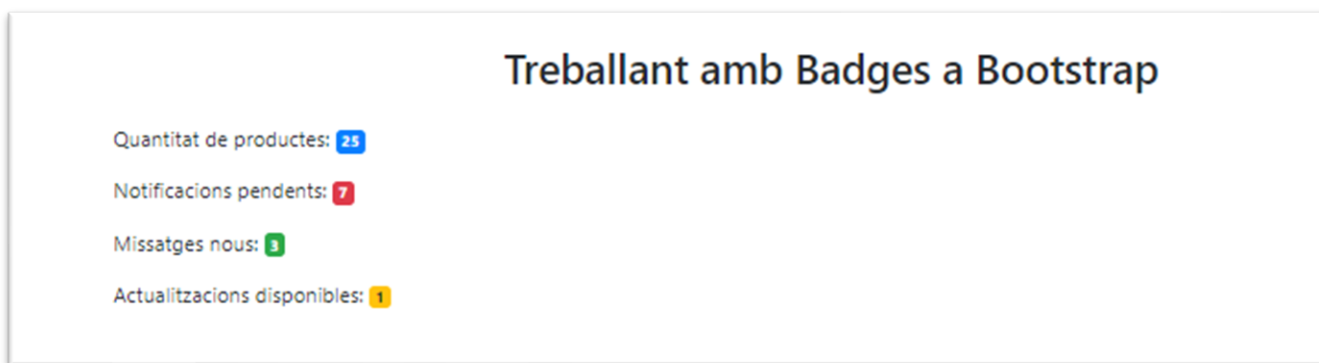 Treballant amb Badges a Bootstrap
Quantitat de productes: 25
Notificacions pendents: 7
Missatges nous: 3
Actualitzacions disponibles: 1